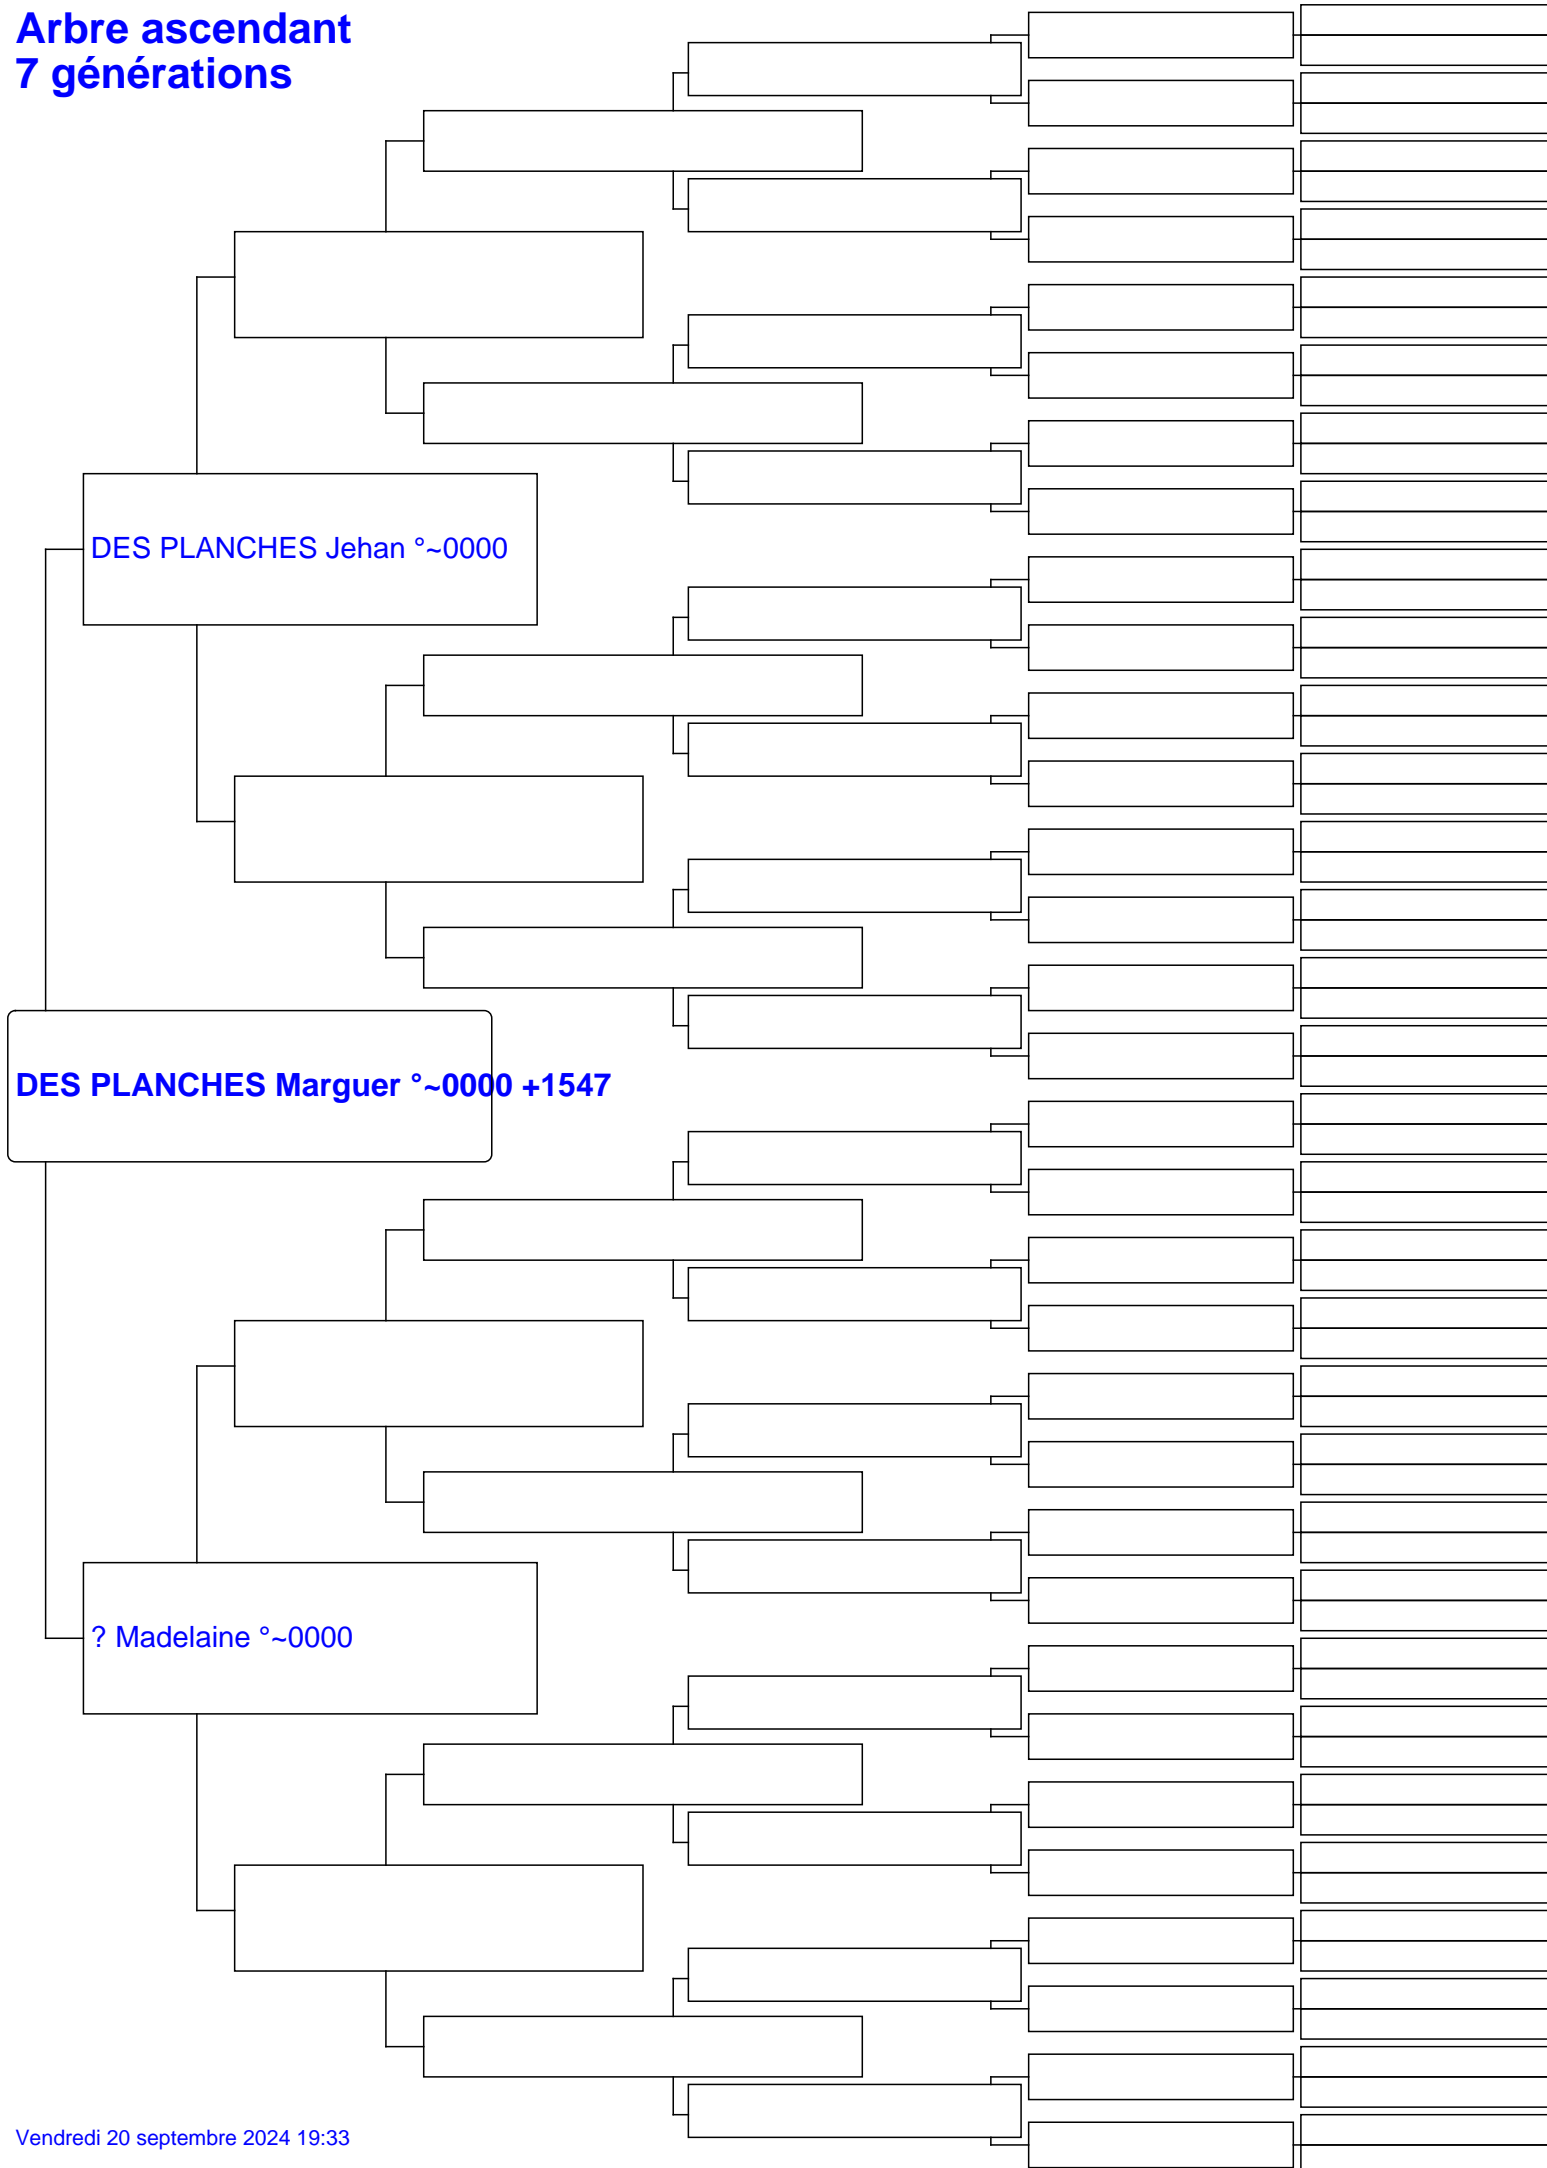 Arbre ascendant
7 générations
DES PLANCHES Jehan °~0000
DES PLANCHES Marguer °~0000 +1547
? Madelaine °~0000
Vendredi 20 septembre 2024 19:33